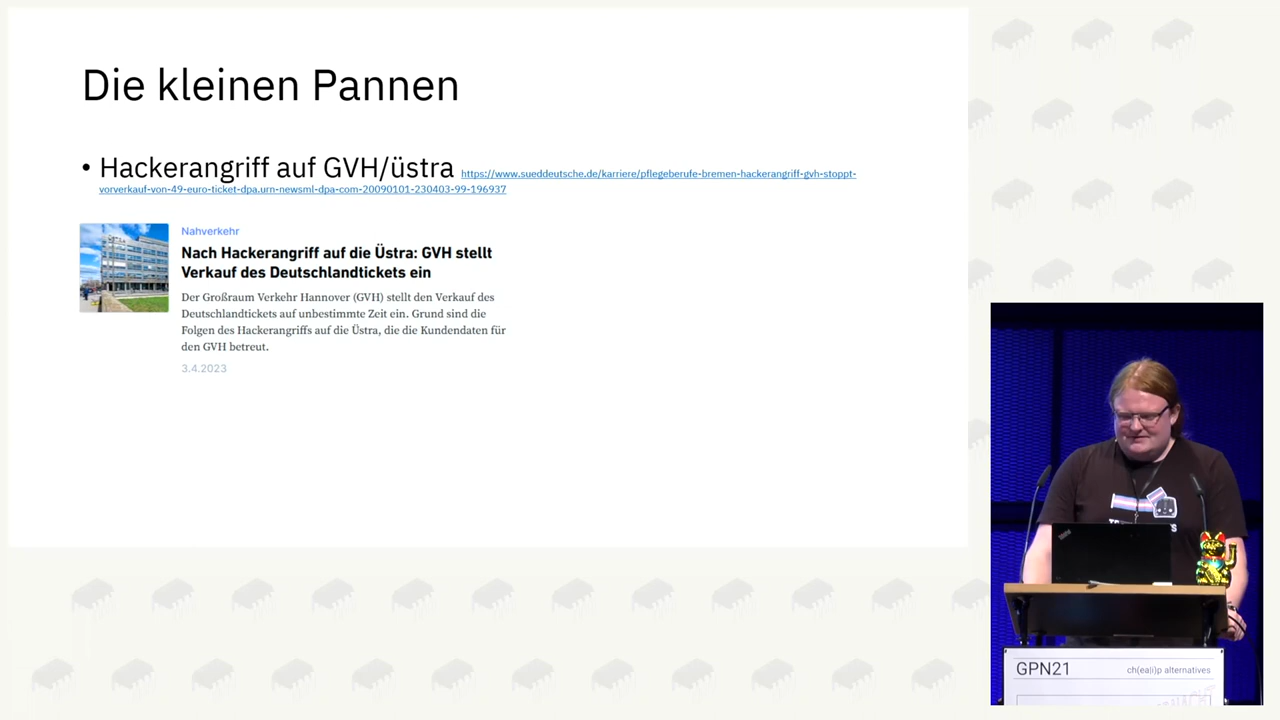 Die kleinen Pannen
• Hackerangriff auf GVH/üstra https://www.sueddeutsche.de/karriere/pflegeberufe-bremen-hackerangriff-gvh-stoppt-
vorverkauf-von-49-euro-ticket-dpa.urn-newsml-dpa-com-20090101-230403-99-196937
Nahverkehr
Nach Hackerangriff auf die Üstra: GVH stellt
Verkauf des Deutschlandtickets ein
Der Großraum Verkehr Hannover (GVH) stellt den Verkauf des
Deutschlandtickets auf unbestimmte Zeit ein. Grund sind die
Folgen des Hackerangriffs auf die Üstra, die die Kundendaten für
den GVH betreut.
3.4.2023
GPN21
ch(ea|i)p alternatives